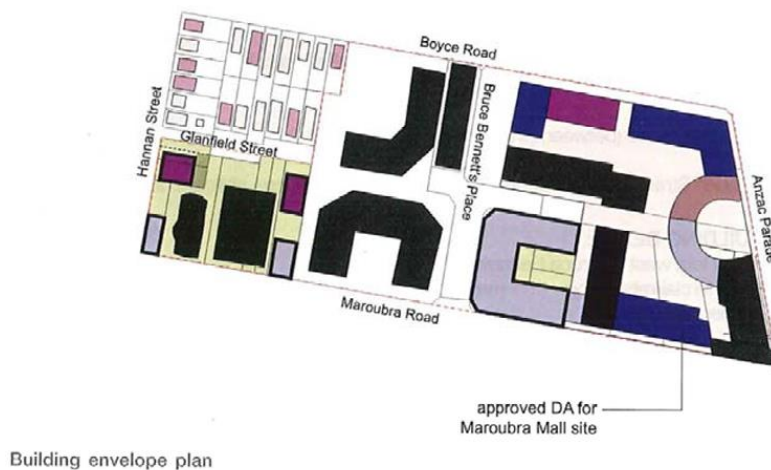 Boyce Road
Hannan Street
Glanfield Street
Bruce Bennett's Place
Anzac Parade
Maroubra Road
approved DA for
Maroubra Mall site
Building envelope plan